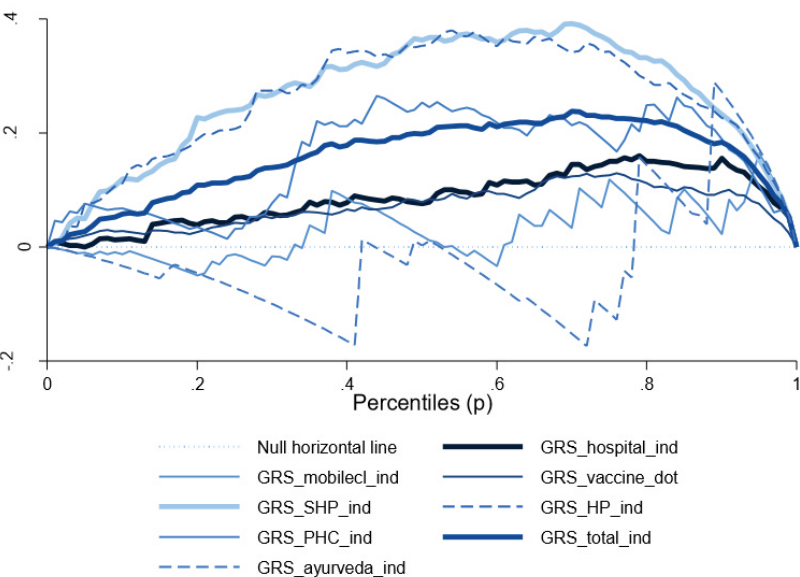 .4
.2
0
-.2
0 .2 .4 .6 .8 1
Percentiles (p)
Null horizontal line GRS_hospital_ind
GRS_mobilecl_ind GRS_vaccine_dot
GRS_SHP_ind GRS_HP_ind
GRS_PHC_ind GRS_total_ind
GRS_ayurveda_ind